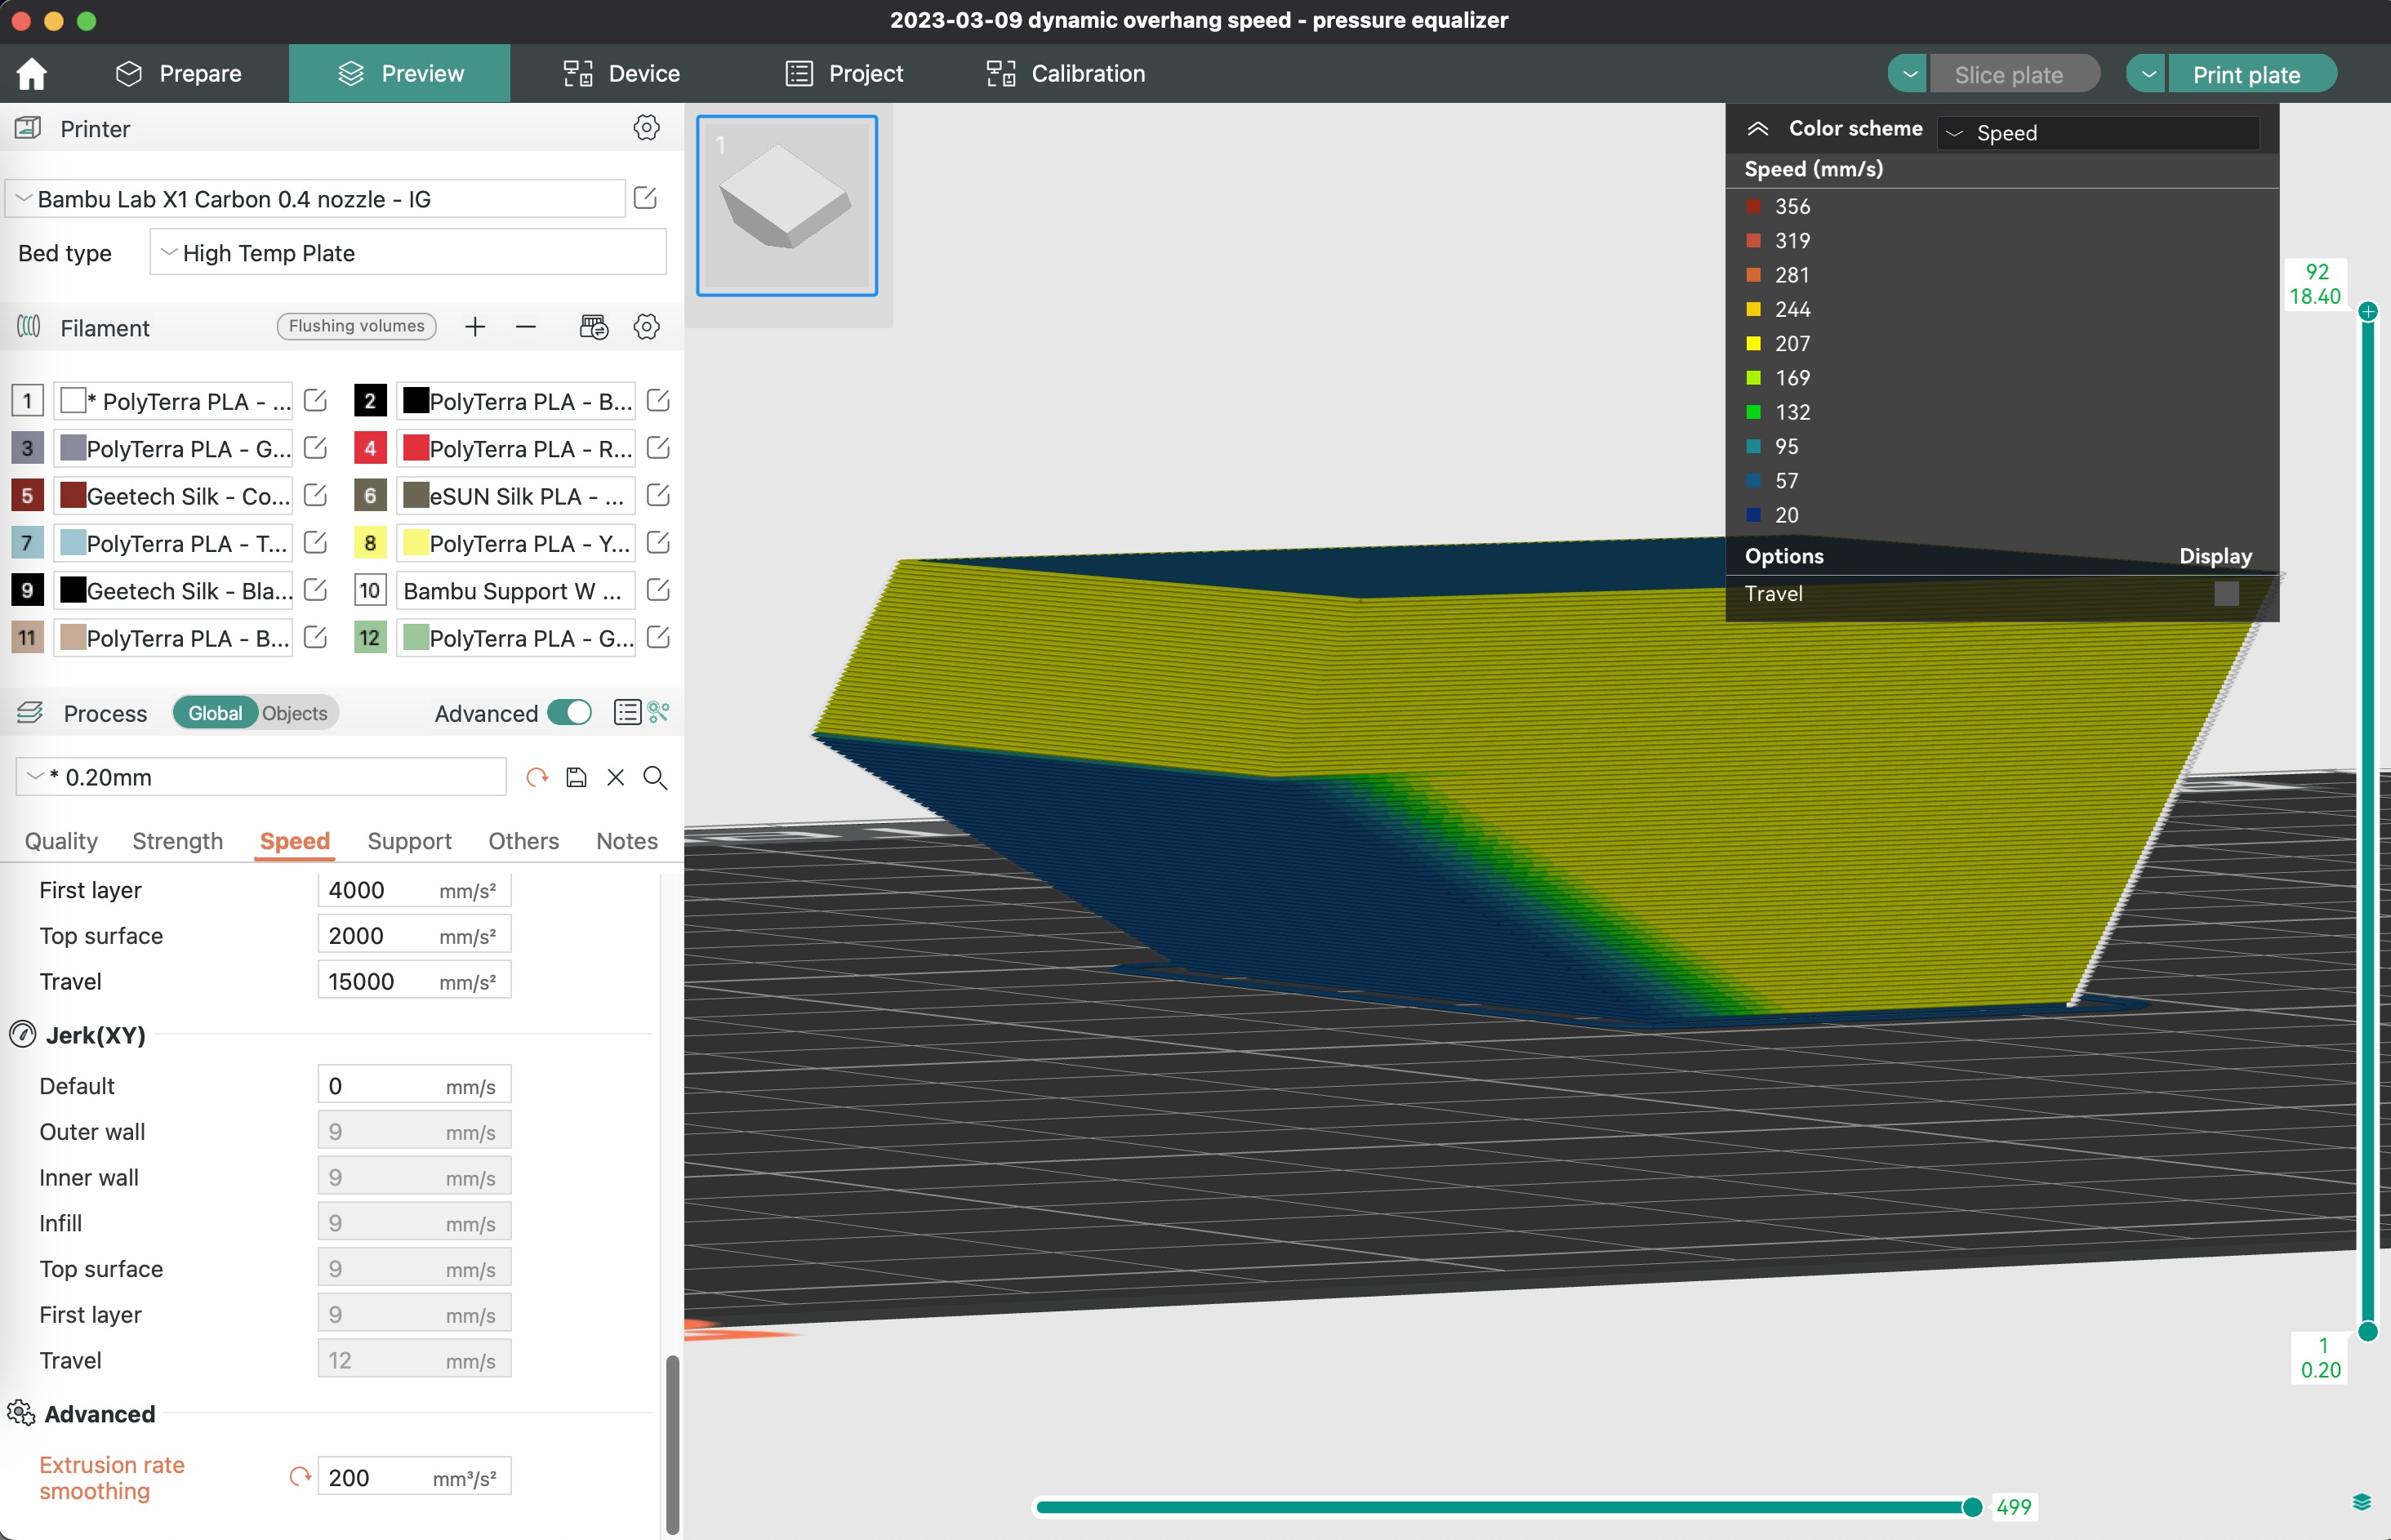 2023-03-09 dynamic overhang speed - pressure equalizer
Prepare
Preview
Device
Project
Calibration
Slice plate
Print plate
Printer
Bambu Lab X1 Carbon 0.4 nozzle - IG
Bed type
High Temp Plate
Filament
Flushing volumes
1
* PolyTerra PLA - ...
2
PolyTerra PLA - B...
3
PolyTerra PLA - G...
4
PolyTerra PLA - R...
5
Geetech Silk - Co...
6
eSUN Silk PLA - ...
7
PolyTerra PLA - T...
8
PolyTerra PLA - Y...
9
Geetech Silk - Bla...
10
Bambu Support W ...
11
PolyTerra PLA - B...
12
PolyTerra PLA - G...
Process
Global
Objects
Advanced
* 0.20mm
Quality
Strength
Speed
Support
Others
Notes
First layer
4000 mm/s²
Top surface
2000 mm/s²
Travel
15000 mm/s²
Jerk(XY)
Default
0 mm/s
Outer wall
9 mm/s
Inner wall
9 mm/s
Infill
9 mm/s
Top surface
9 mm/s
First layer
9 mm/s
Travel
12 mm/s
Advanced
Extrusion rate
smoothing
200 mm³/s²
1
Color scheme
Speed
Speed (mm/s)
356
319
281
244
207
169
132
95
57
20
Options
Display
Travel
92
18.40
1
0.20
499